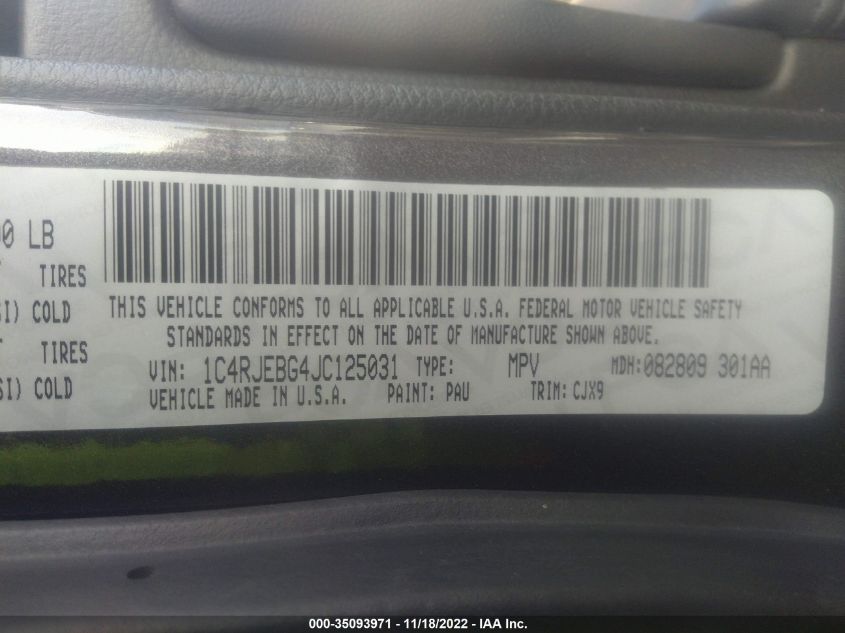 00 LB
TIRES
SI) COLD
TIRES
SI) COLD
THIS VEHICLE CONFORMS TO ALL APPLICABLE U.S.A. FEDERAL MOTOR VEHICLE SAFETY
STANDARDS IN EFFECT ON THE DATE OF MANUFACTURE SHOWN ABOVE.
VIN: 1C4RJEBG4JC125031 TYPE: MPV MDH:082809 301AA
VEHICLE MADE IN U.S.A. PAINT: PAU TRIM: CJX9
000-35093971 - 11/18/2022 - IAA Inc.